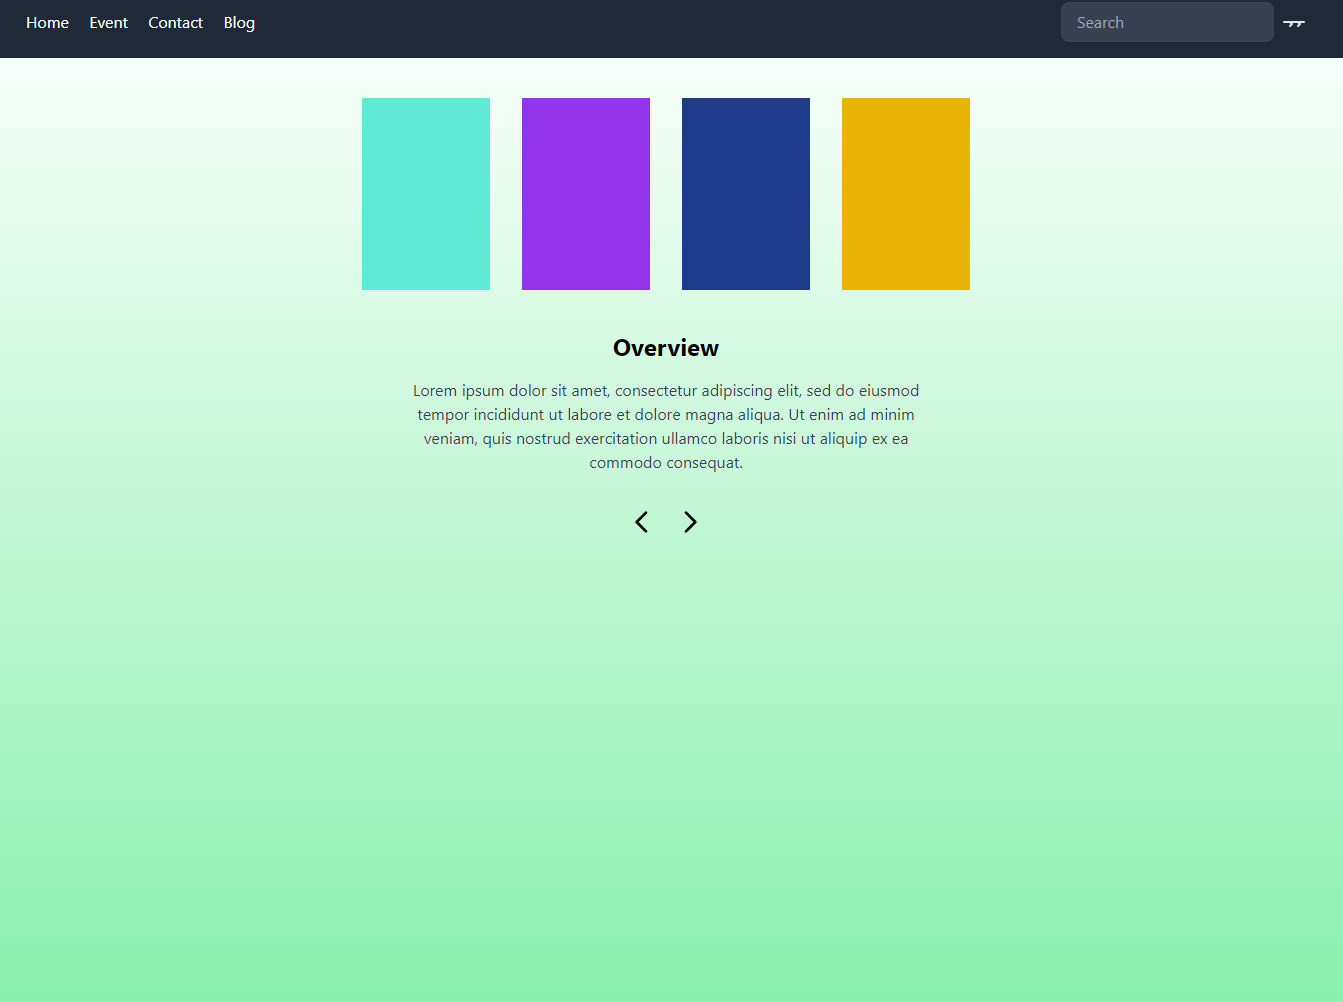 Home Event Contact Blog Search
Overview
Lorem ipsum dolor sit amet, consectetur adipiscing elit, sed do eiusmod
tempor incididunt ut labore et dolore magna aliqua. Ut enim ad minim
veniam, quis nostrud exercitation ullamco laboris nisi ut aliquip ex ea
commodo consequat.